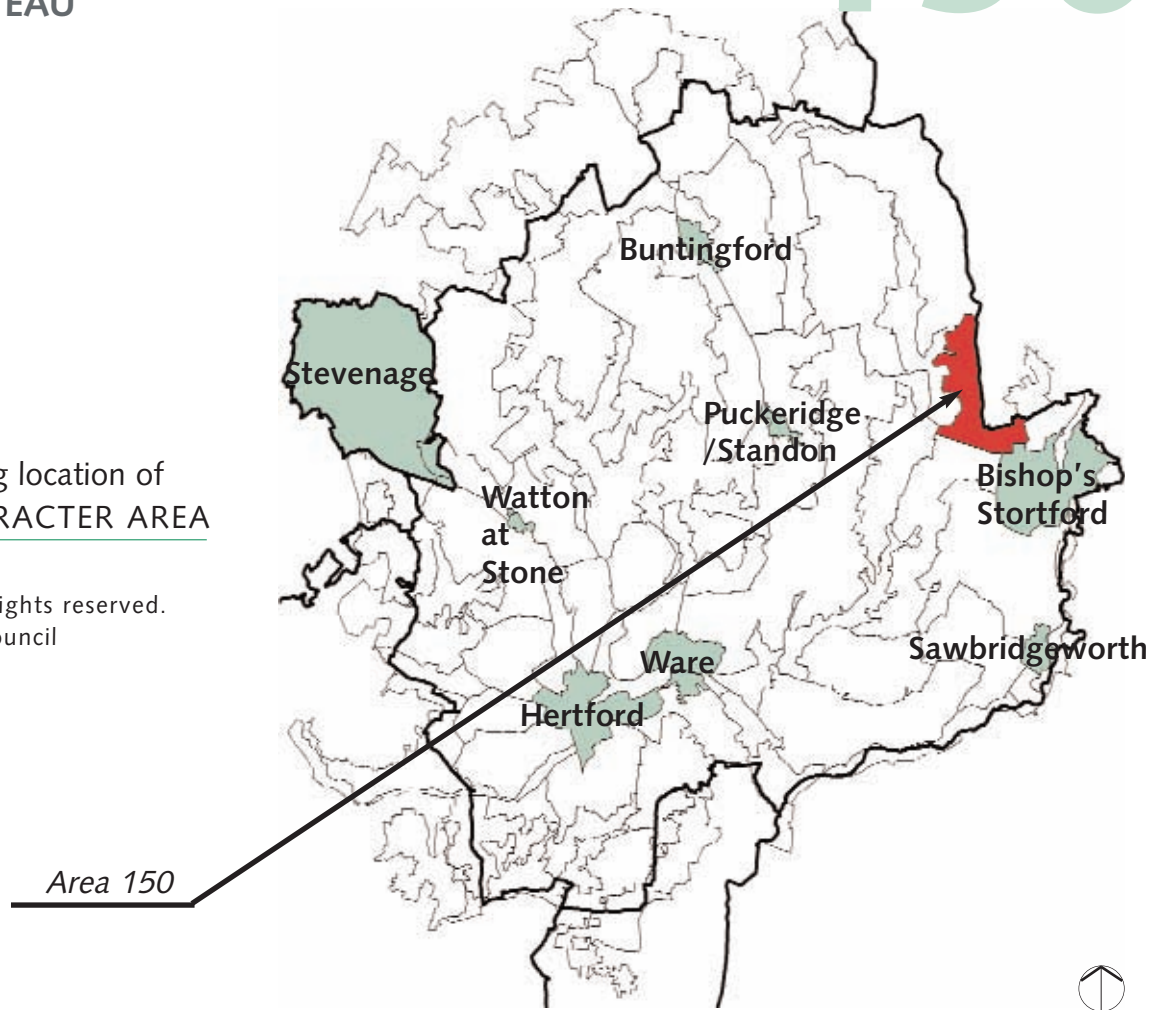 EAU
150
Buntingford
Stevenage
Puckeridge
/Standon
g location of
RACTER AREA
Watton
at
Stone
Bishop's
Stortford
ights reserved.
ouncil
Sawbridgeworth
Ware
Hertford
Area 150